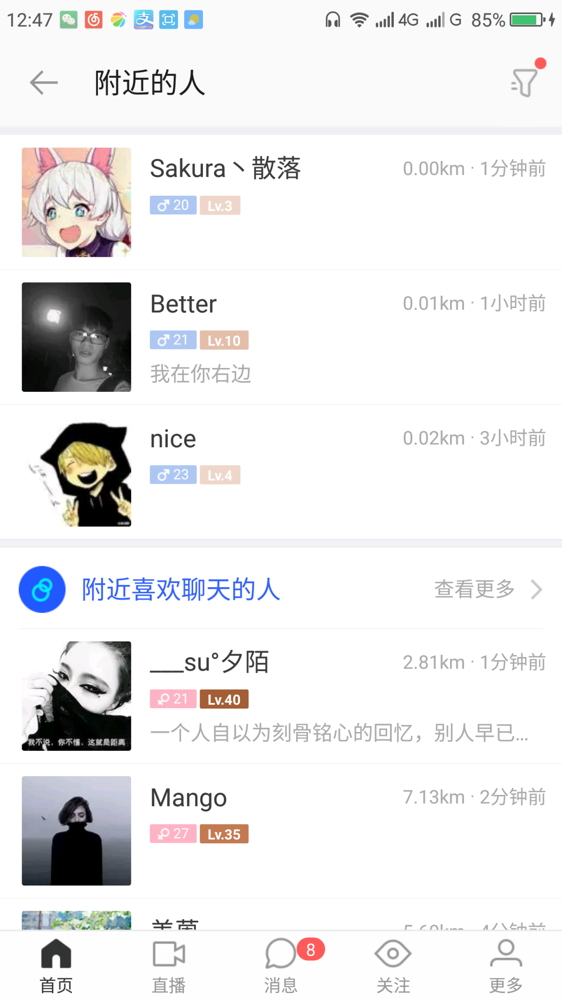 12:47 4G G 85%
附近的人
Sakura丶散落 0.00km · 1分钟前
♂ 20 Lv.3
Better 0.01km · 1小时前
♂ 21 Lv.10
我在你右边
nice 0.02km · 3小时前
♂ 23 Lv.4
附近喜欢聊天的人 查看更多
___su°夕陌 2.81km · 1分钟前
♀ 21 Lv.40
一个人自以为刻骨铭心的回忆，别人早已...
我不说，你不懂，这就是距离
Mango 7.13km · 2分钟前
♀ 27 Lv.35
4分钟前
8
首页 直播 消息 关注 更多